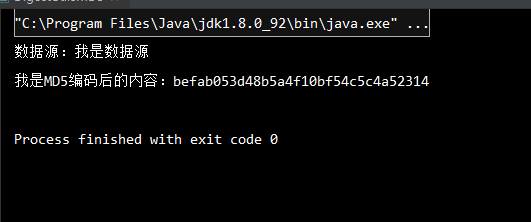 "C:\Program Files\Java\jdk1.8.0_92\bin\java.exe" ...
数据源：我是数据源
我是MD5编码后的内容：befab053d48b5a4f10bf54c5c4a52314
Process finished with exit code 0